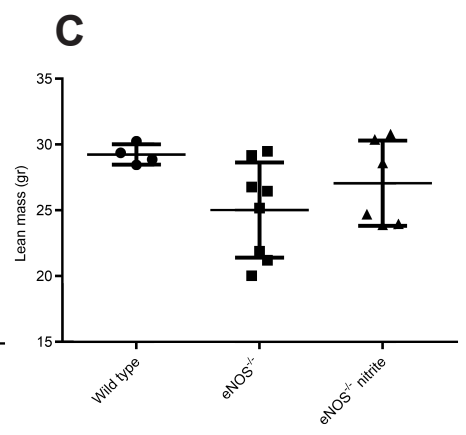 C
Lean mass (gr)
35
30
25
20
15
Wild type
eNOS-/-
eNOS-/- nitrite